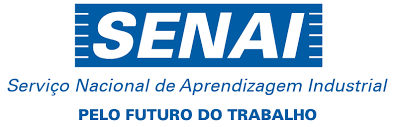 SENAI
Serviço Nacional de Aprendizagem Industrial
PELO FUTURO DO TRABALHO